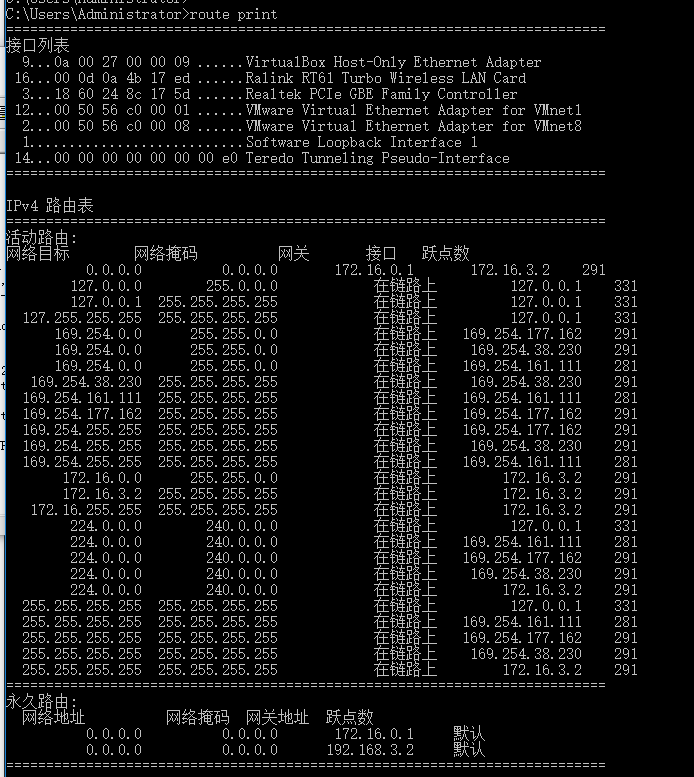 C:\Users\Administrator>route print
===========================================================================
接口列表
  9...0a 00 27 00 00 09 ......VirtualBox Host-Only Ethernet Adapter
 16...00 0d 0a 4b 17 ed ......Ralink RT61 Turbo Wireless LAN Card
  3...18 60 24 8c 17 5d ......Realtek PCIe GBE Family Controller
 12...00 50 56 c0 00 01 ......VMware Virtual Ethernet Adapter for VMnet1
  2...00 50 56 c0 00 08 ......VMware Virtual Ethernet Adapter for VMnet8
  1...........................Software Loopback Interface 1
 14...00 00 00 00 00 00 00 e0 Teredo Tunneling Pseudo-Interface
===========================================================================
IPv4 路由表
===========================================================================
活动路由:
网络目标        网络掩码          网关       接口   跃点数
0.0.0.0          0.0.0.0       172.16.0.1       172.16.3.2    291
127.0.0.0        255.0.0.0            在链路上         127.0.0.1    331
127.0.0.1  255.255.255.255            在链路上         127.0.0.1    331
127.255.255.255  255.255.255.255            在链路上         127.0.0.1    331
169.254.0.0      255.255.0.0            在链路上   169.254.177.162    291
169.254.0.0      255.255.0.0            在链路上    169.254.38.230    291
169.254.0.0      255.255.0.0            在链路上   169.254.161.111    281
169.254.38.230  255.255.255.255            在链路上    169.254.38.230    291
169.254.161.111  255.255.255.255            在链路上   169.254.161.111    281
169.254.177.162  255.255.255.255            在链路上   169.254.177.162    291
169.254.255.255  255.255.255.255            在链路上   169.254.177.162    291
169.254.255.255  255.255.255.255            在链路上    169.254.38.230    291
169.254.255.255  255.255.255.255            在链路上   169.254.161.111    281
172.16.0.0      255.255.0.0            在链路上        172.16.3.2    291
172.16.3.2  255.255.255.255            在链路上        172.16.3.2    291
172.16.255.255  255.255.255.255            在链路上        172.16.3.2    291
224.0.0.0        240.0.0.0            在链路上         127.0.0.1    331
224.0.0.0        240.0.0.0            在链路上   169.254.161.111    281
224.0.0.0        240.0.0.0            在链路上   169.254.177.162    291
224.0.0.0        240.0.0.0            在链路上    169.254.38.230    291
224.0.0.0        240.0.0.0            在链路上        172.16.3.2    291
255.255.255.255  255.255.255.255            在链路上         127.0.0.1    331
255.255.255.255  255.255.255.255            在链路上   169.254.161.111    281
255.255.255.255  255.255.255.255            在链路上   169.254.177.162    291
255.255.255.255  255.255.255.255            在链路上    169.254.38.230    291
255.255.255.255  255.255.255.255            在链路上        172.16.3.2    291
===========================================================================
永久路由:
网络地址          网络掩码  网关地址  跃点数
0.0.0.0          0.0.0.0       172.16.0.1     默认
0.0.0.0          0.0.0.0      192.168.3.2     默认
===========================================================================